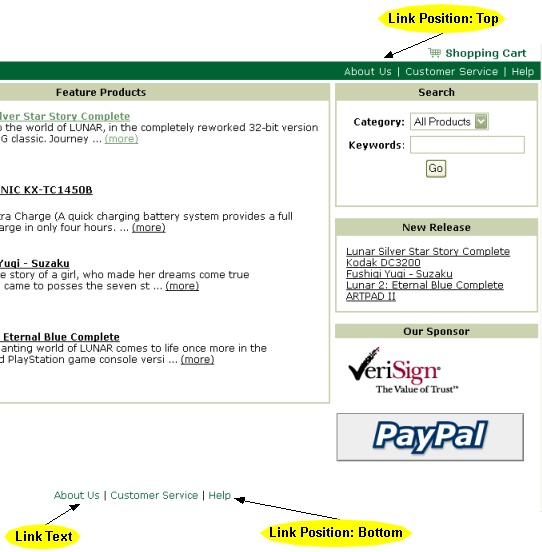 Link Position: Top
Shopping Cart
About Us | Customer Service | Help
Feature Products
lver Star Story Complete
o the world of LUNAR, in the completely reworked 32-bit version
G classic. Journey ... (more)
NIC KX-TC1450B
tra Charge (A quick charging battery system provides a full
arge in only four hours. ... (more)
Yugi - Suzaku
e story of a girl, who made her dreams come true
came to posses the seven st ... (more)
Eternal Blue Complete
anting world of LUNAR comes to life once more in the
d PlayStation game console versi ... (more)
Search
Category: All Products
Keywords:
Go
New Release
Lunar Silver Star Story Complete
Kodak DC3200
Fushigi Yugi - Suzaku
Lunar 2: Eternal Blue Complete
ARTPAD II
Our Sponsor
VeriSign®
The Value of Trust™
PayPal
About Us | Customer Service | Help
Link Text
Link Position: Bottom